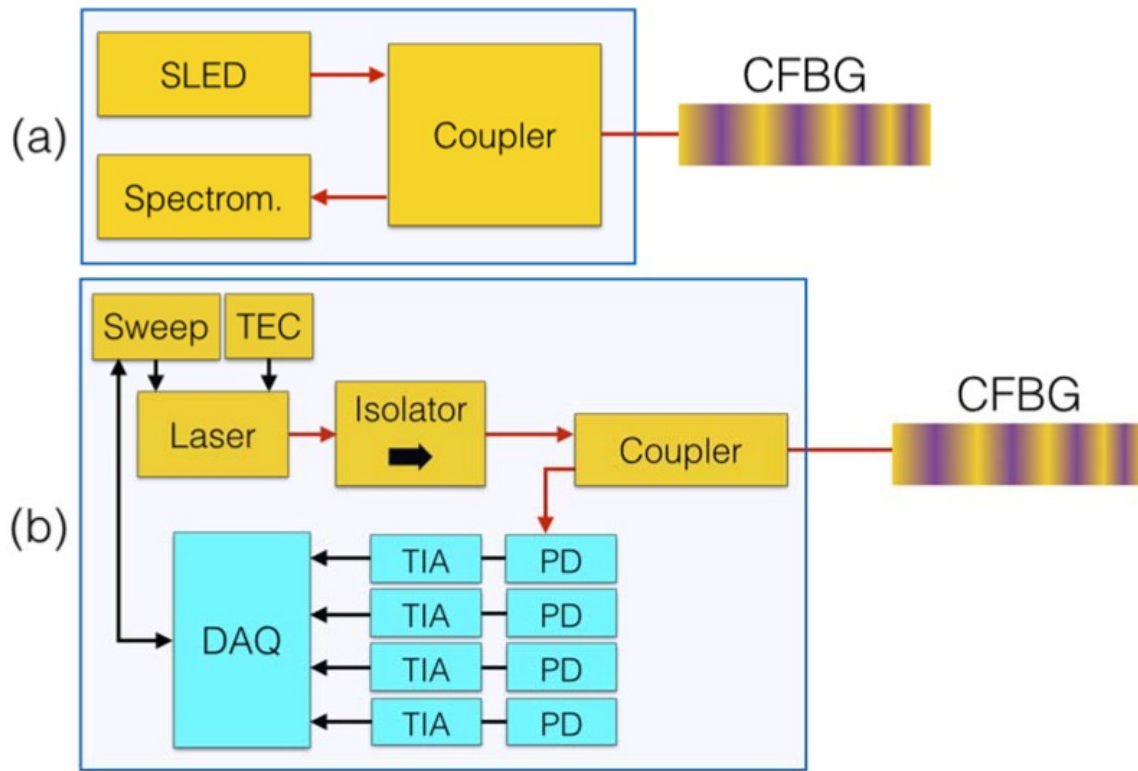 (a)
SLED
Spectrom.
Coupler
CFBG
(b)
Sweep
TEC
Laser
Isolator
Coupler
CFBG
DAQ
TIA
PD
TIA
PD
TIA
PD
TIA
PD